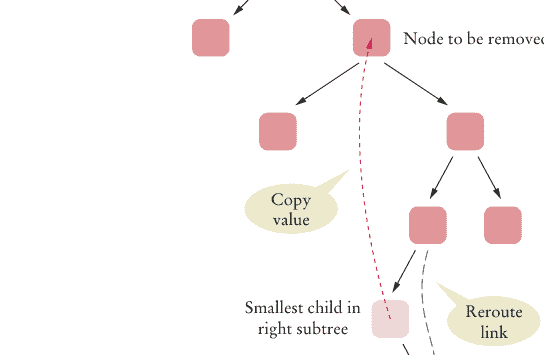 Node to be removed
Copy
value
Smallest child in
right subtree
Reroute
link